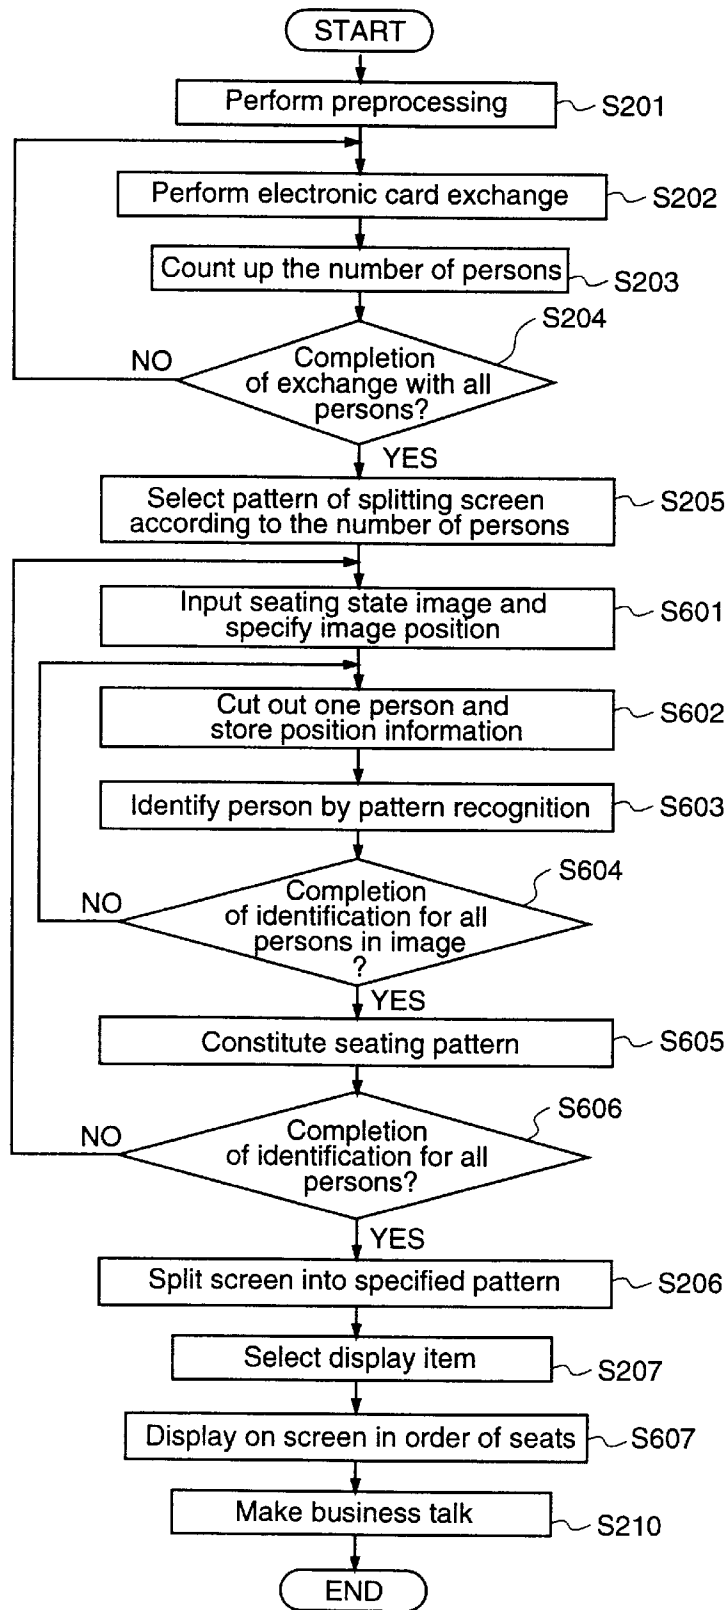 START
Perform preprocessing
S201
Perform electronic card exchange
S202
Count up the number of persons
S203
S204
NO
Completion
of exchange with all
persons?
YES
Select pattern of splitting screen
according to the number of persons
S205
Input seating state image and
specify image position
S601
Cut out one person and
store position information
S602
Identify person by pattern recognition
S603
S604
NO
Completion
of identification for all
persons in image
?
YES
Constitute seating pattern
S605
S606
NO
Completion
of identification for all
persons?
YES
Split screen into specified pattern
S206
Select display item
S207
Display on screen in order of seats
S607
Make business talk
S210
END